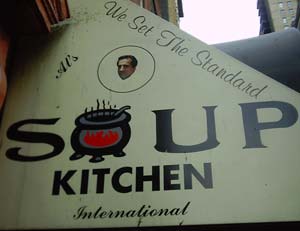 We Set The Standard
Al's
SOUP
KITCHEN
International